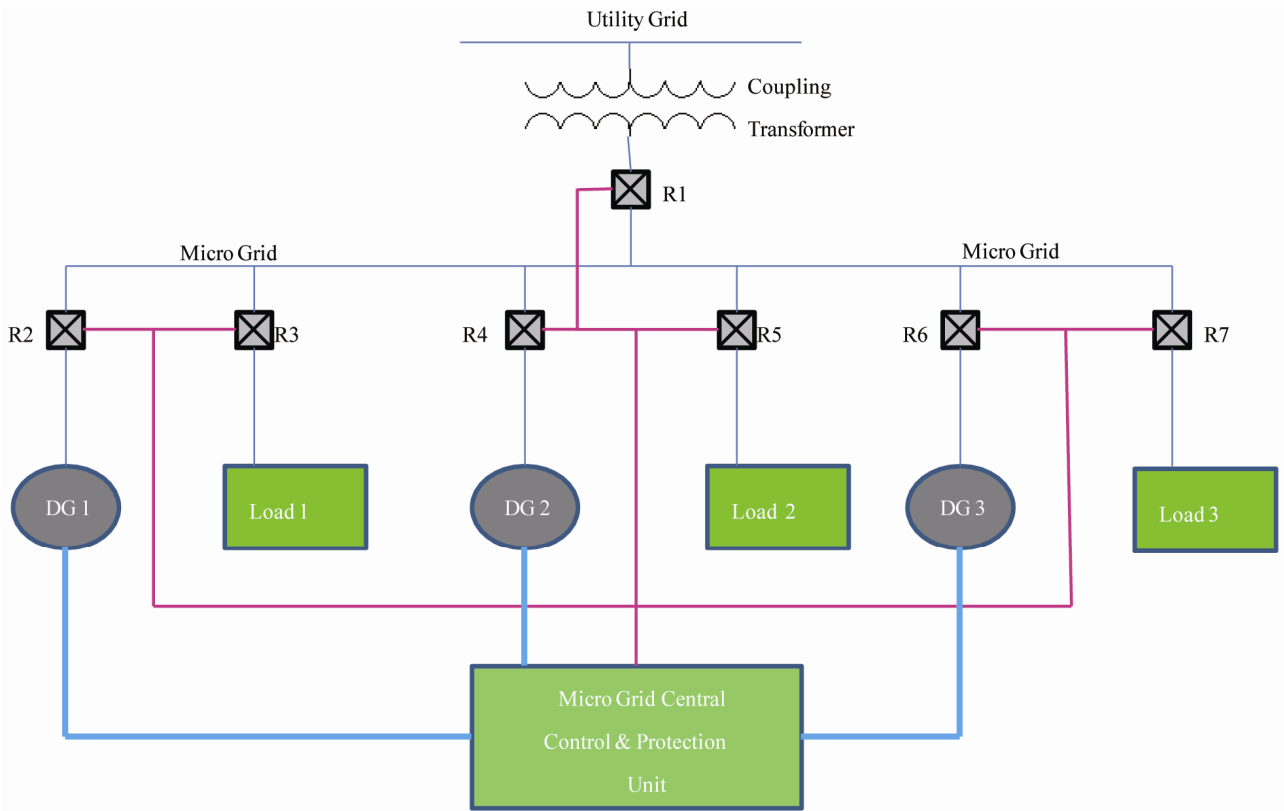 Utility Grid
Coupling
Transformer
R1
Micro Grid
Micro Grid
R2
R3
R4
R5
R6
R7
DG 1
Load 1
DG 2
Load 2
DG 3
Load 3
Micro Grid Central
Control & Protection
Unit